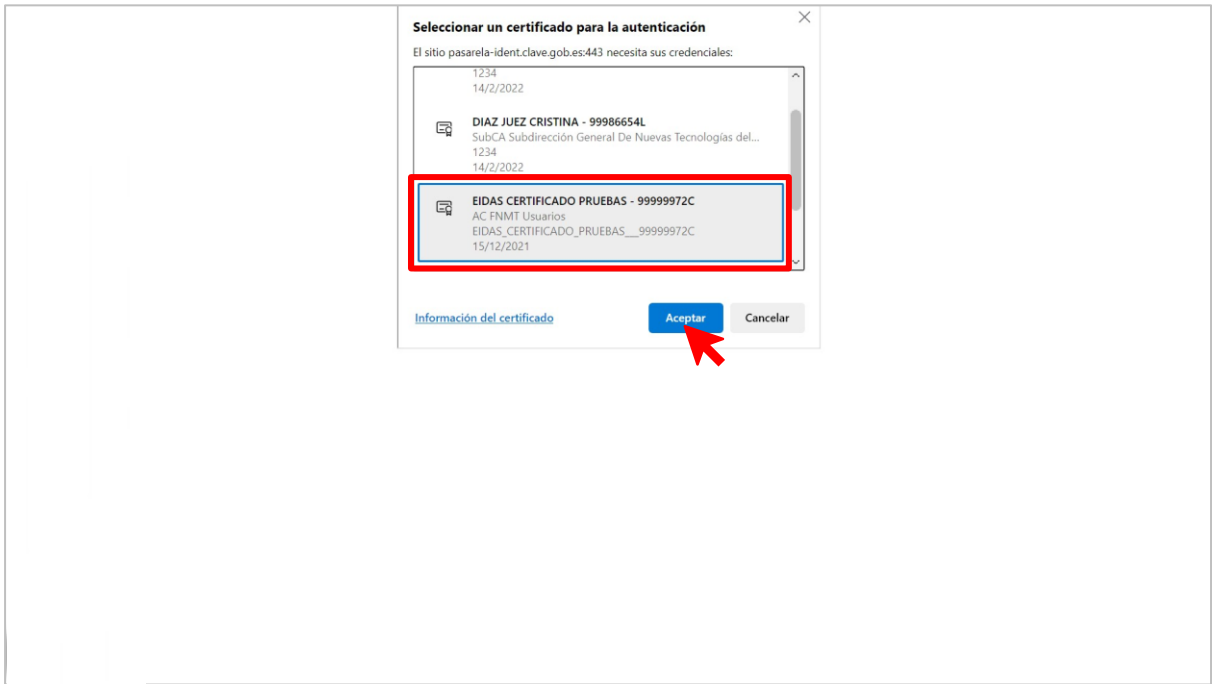 Seleccionar un certificado para la autenticación
El sitio pasarela-ident.clave.gob.es:443 necesita sus credenciales:
1234
14/2/2022
DIAZ JUEZ CRISTINA - 99986654L
SubCA Subdirección General De Nuevas Tecnologías del...
1234
14/2/2022
EIDAS CERTIFICADO PRUEBAS - 99999972C
AC FNMT Usuarios
EIDAS_CERTIFICADO_PRUEBAS__99999972C
15/12/2021
Información del certificado
Aceptar
Cancelar